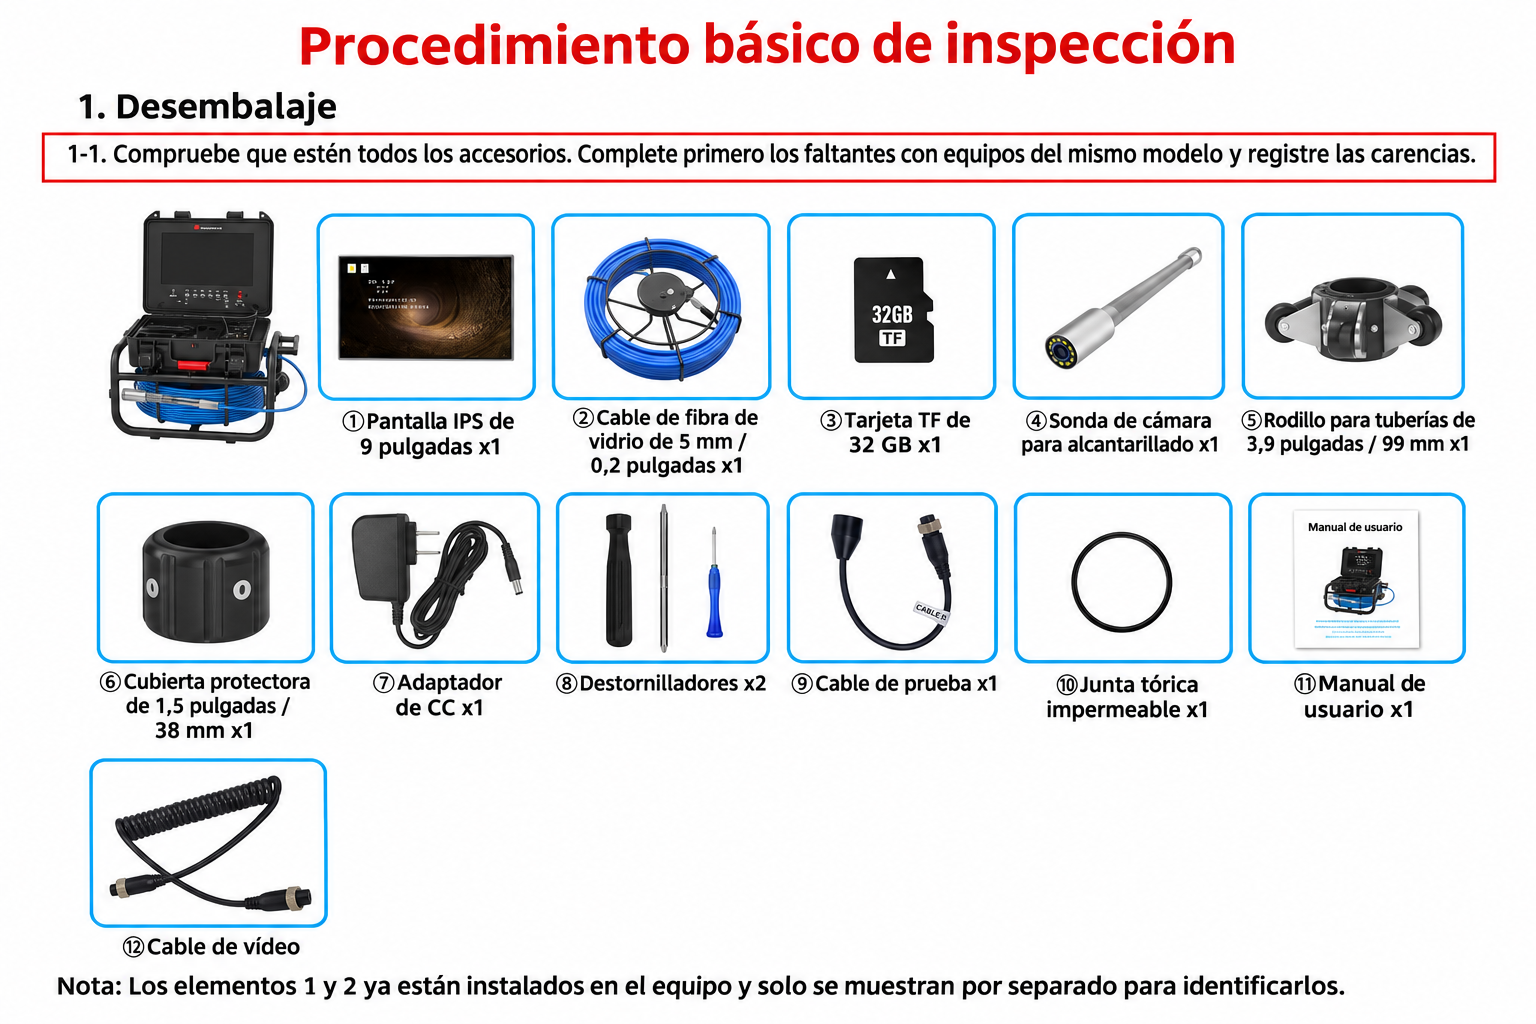 Procedimiento básico de inspección
1. Desembalaje
1-1. Compruebe que estén todos los accesorios. Complete primero los faltantes con equipos del mismo modelo y registre las carencias.
32GB
TF
①Pantalla IPS de
9 pulgadas x1
②Cable de fibra de
vidrio de 5 mm /
0,2 pulgadas x1
③Tarjeta TF de
32 GB x1
④Sonda de cámara
para alcantarillado x1
⑤Rodillo para tuberías de
3,9 pulgadas / 99 mm x1
CABLE
Manual de usuario
⑥Cubierta protectora
de 1,5 pulgadas /
38 mm x1
⑦Adaptador
de CC x1
⑧Destornilladores x2
⑨Cable de prueba x1
⑩Junta tórica
impermeable x1
⑪Manual de
usuario x1
⑫Cable de vídeo
Nota: Los elementos 1 y 2 ya están instalados en el equipo y solo se muestran por separado para identificarlos.